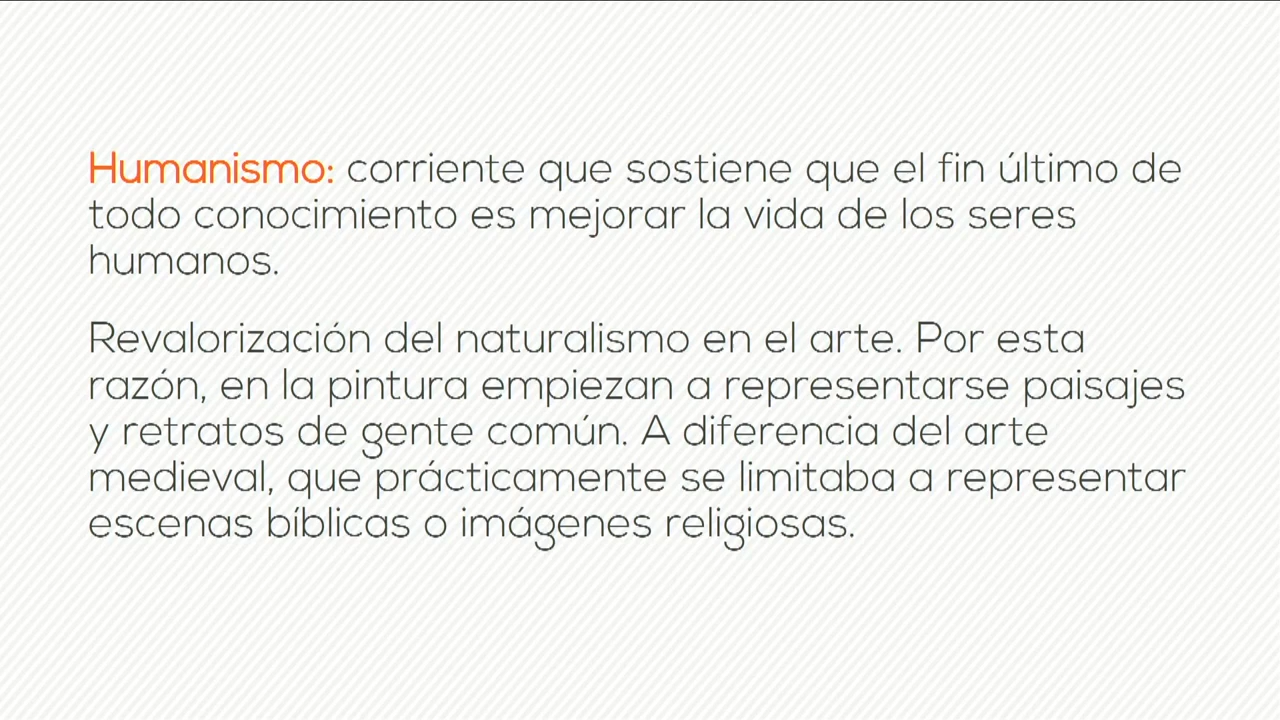 Humanismo: corriente que sostiene que el fin último de
todo conocimiento es mejorar la vida de los seres
humanos.
Revalorización del naturalismo en el arte. Por esta
razón, en la pintura empiezan a representarse paisajes
y retratos de gente común. A diferencia del arte
medieval, que prácticamente se limitaba a representar
escenas bíblicas o imágenes religiosas.